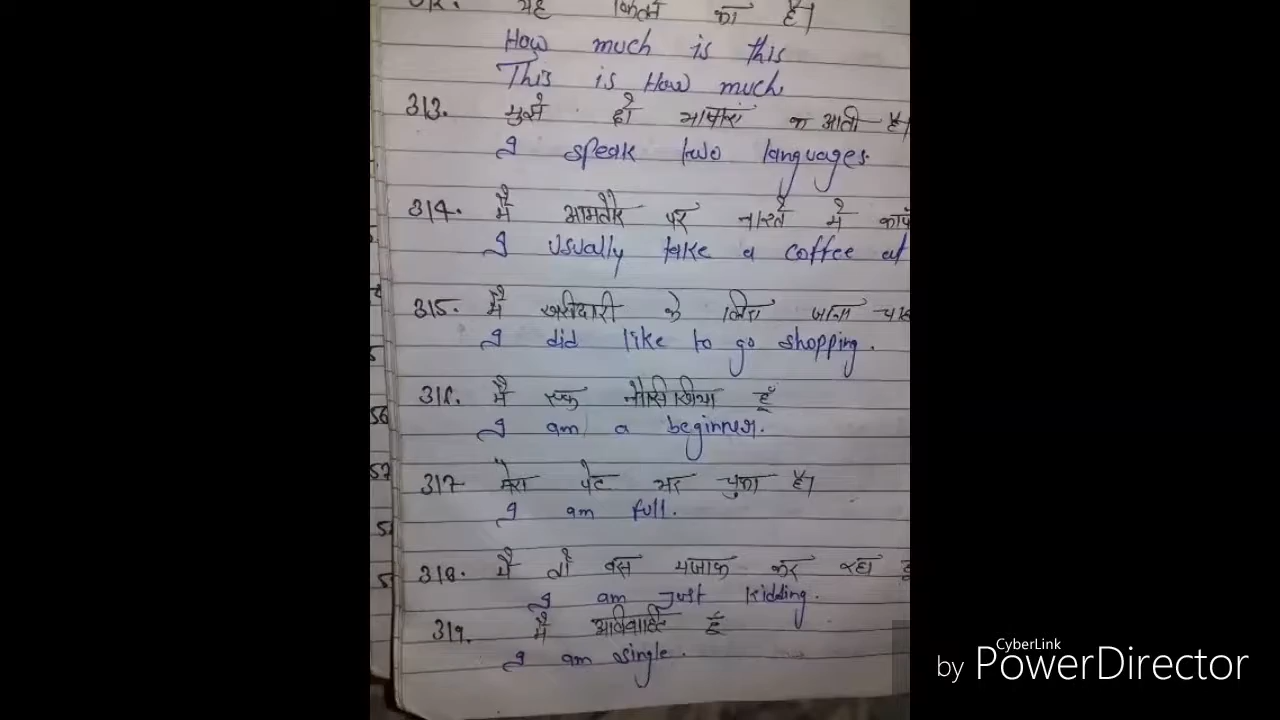 यह कितने का है।
How much is this
This is How much
313. मुझे दो भाषाएं आती है।
I speak two languages.
314. मैं आमतौर पर नाश्ते में
I usually take a coffee at
315. मैं खरीदारी के लिए जाना
I did like to go shopping.
316. मैं एक नौसिखिया हूँ
I am a beginner.
317 मेरा पेट भर चुका है।
I am full.
318. मैं तो बस मजाक कर रहा
I am Just kidding.
319. मैं हूँ
I am single.
56
57
CyberLink
by PowerDirector